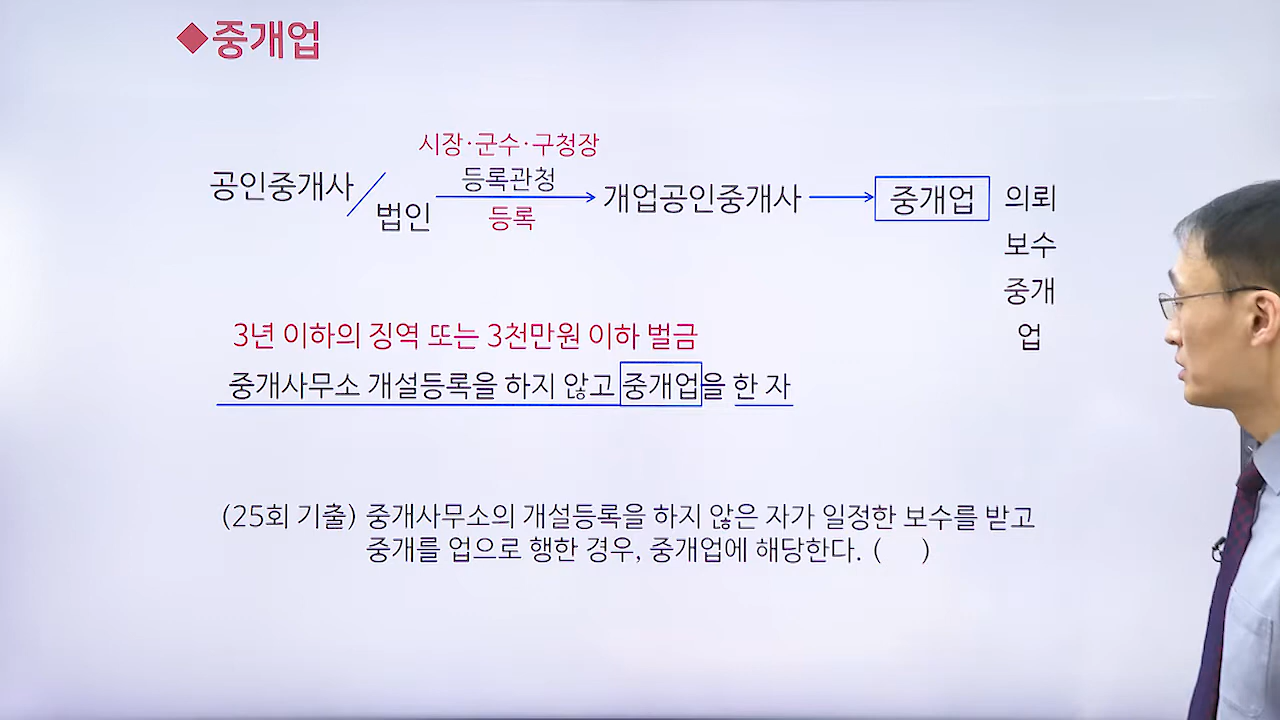 ◆중개업
시장·군수·구청장
공인중개사 / 법인 등록관청 개업공인중개사 → 중개업 의뢰
등록
보수
중개
업
3년 이하의 징역 또는 3천만원 이하 벌금
중개사무소 개설등록을 하지 않고 중개업을 한 자
(25회 기출) 중개사무소의 개설등록을 하지 않은 자가 일정한 보수를 받고
중개를 업으로 행한 경우, 중개업에 해당한다. ( )